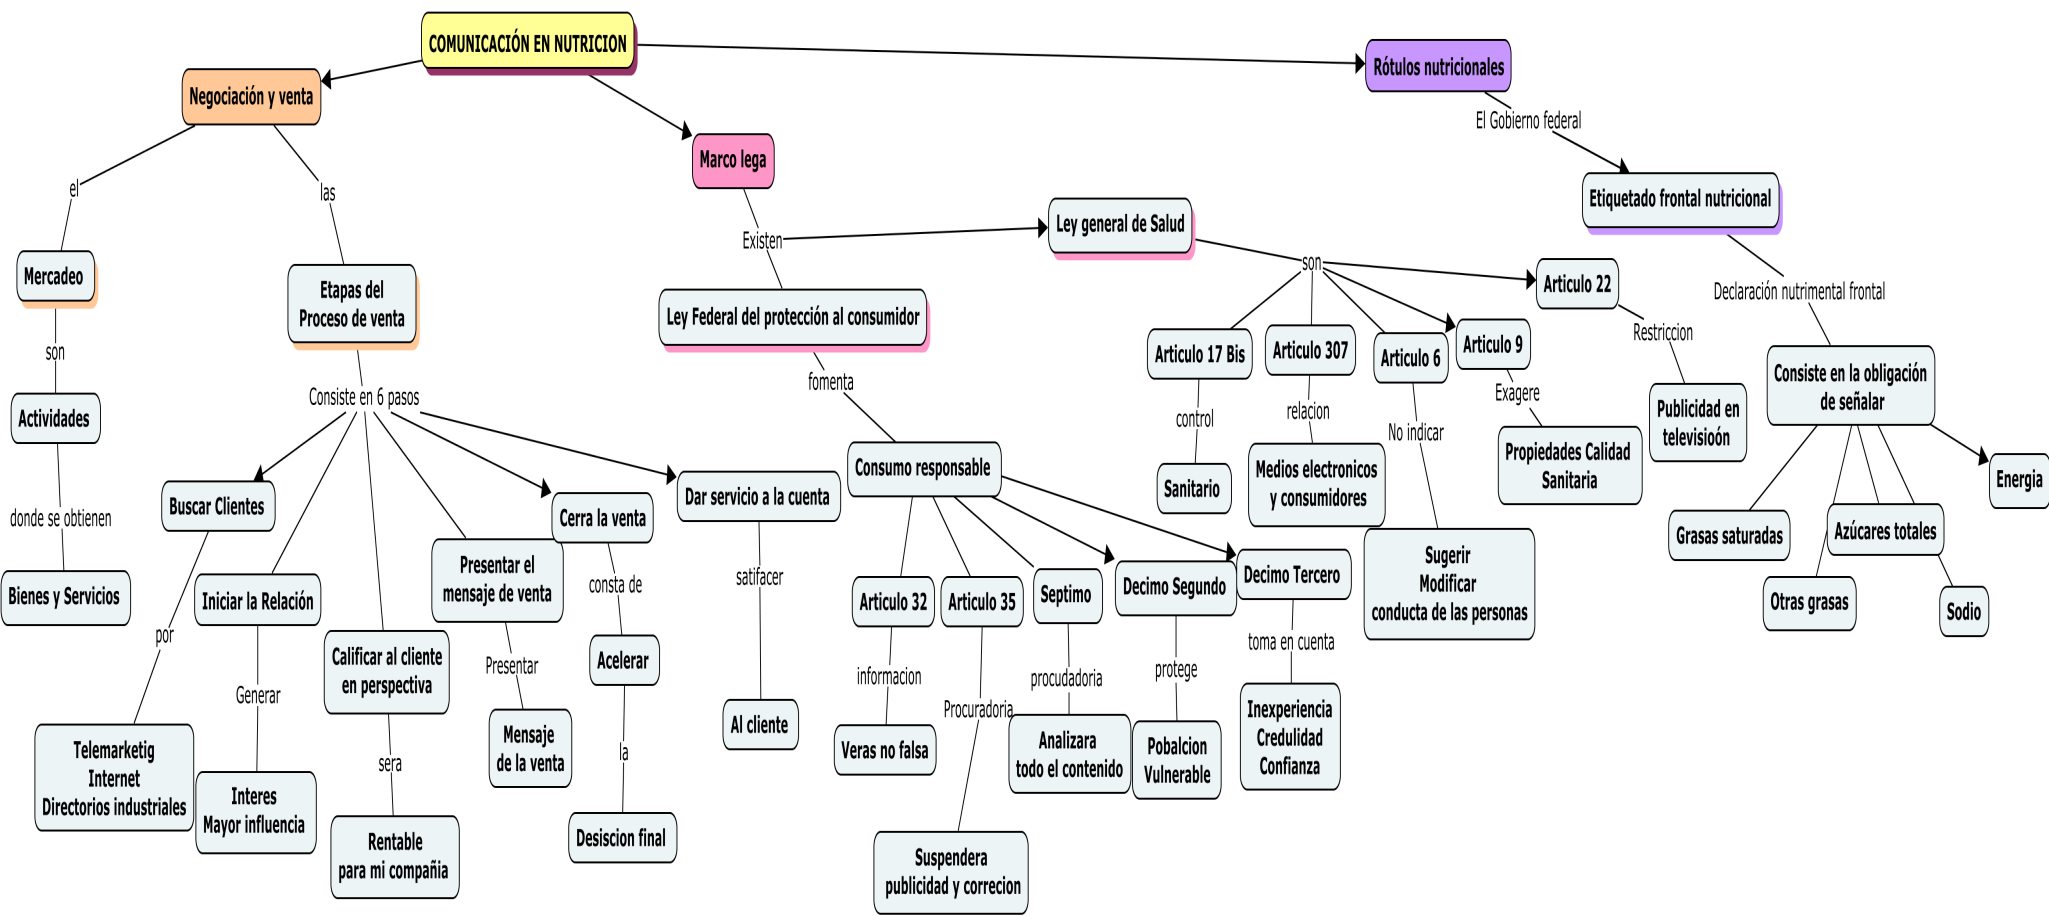 COMUNICACIÓN EN NUTRICION
Negociación y venta
el
Mercadeo
son
Actividades
donde se obtienen
Bienes y Servicios
las
Etapas del
Proceso de venta
Consiste en 6 pasos
Buscar Clientes
por
Telemarketig
Internet
Directorios industriales
Iniciar la Relación
Generar
Interes
Mayor influencia
Calificar al cliente
en perspectiva
sera
Rentable
para mi compañia
Presentar el
mensaje de venta
Presentar
Mensaje
de la venta
Cerra la venta
consta de
Acelerar
la
Desiscion final
Dar servicio a la cuenta
satifacer
Al cliente
Marco lega
Existen
Ley Federal del protección al consumidor
fomenta
Consumo responsable
Articulo 32
informacion
Veras no falsa
Articulo 35
Procuradoria
Suspendera
publicidad y correcion
Septimo
procudadoria
Analizara
todo el contenido
Decimo Segundo
protege
Pobalcion
Vulnerable
Decimo Tercero
toma en cuenta
Inexperiencia
Credulidad
Confianza
Ley general de Salud
son
Articulo 17 Bis
control
Sanitario
Articulo 307
relacion
Medios electronicos
y consumidores
Articulo 6
No indicar
Sugerir
Modificar
conducta de las personas
Articulo 9
Exagere
Propiedades Calidad
Sanitaria
Articulo 22
Restriccion
Publicidad en
televisioón
Rótulos nutricionales
El Gobierno federal
Etiquetado frontal nutricional
Declaración nutrimental frontal
Consiste en la obligación
de señalar
Grasas saturadas
Otras grasas
Azúcares totales
Sodio
Energia